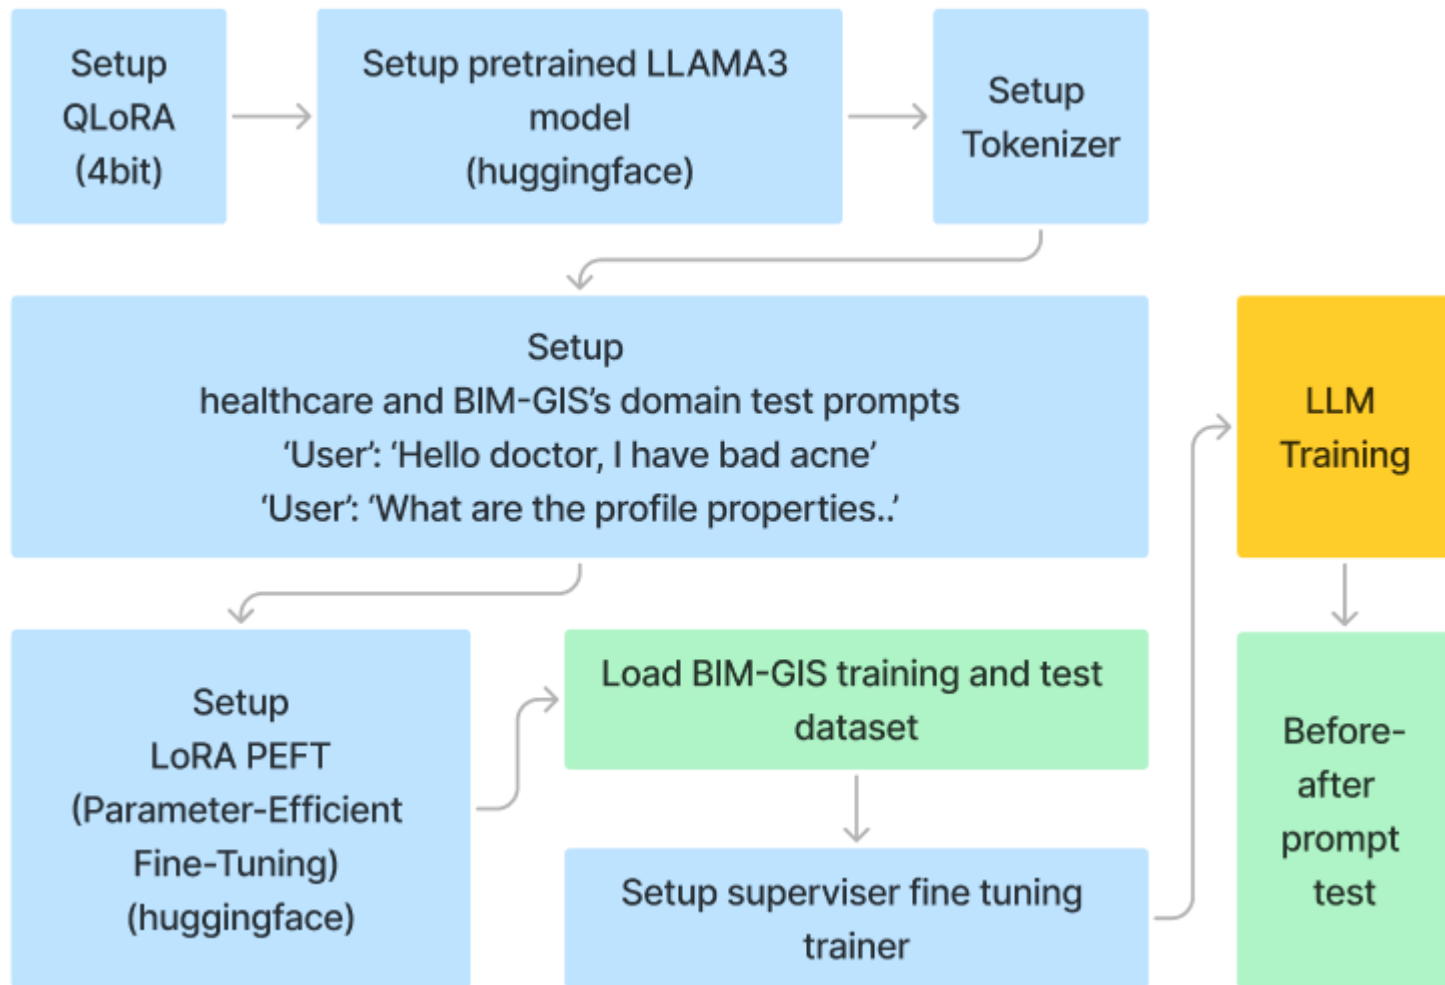 Setup
QLoRA
(4bit)
Setup pretrained LLAMA3
model
(huggingface)
Setup
Tokenizer
Setup
healthcare and BIM-GIS’s domain test prompts
‘User’: ‘Hello doctor, I have bad acne’
‘User’: ‘What are the profile properties..’
Setup
LoRA PEFT
(Parameter-Efficient
Fine-Tuning)
(huggingface)
Load BIM-GIS training and test
dataset
Setup superviser fine tuning
trainer
LLM
Training
Before-
after
prompt
test